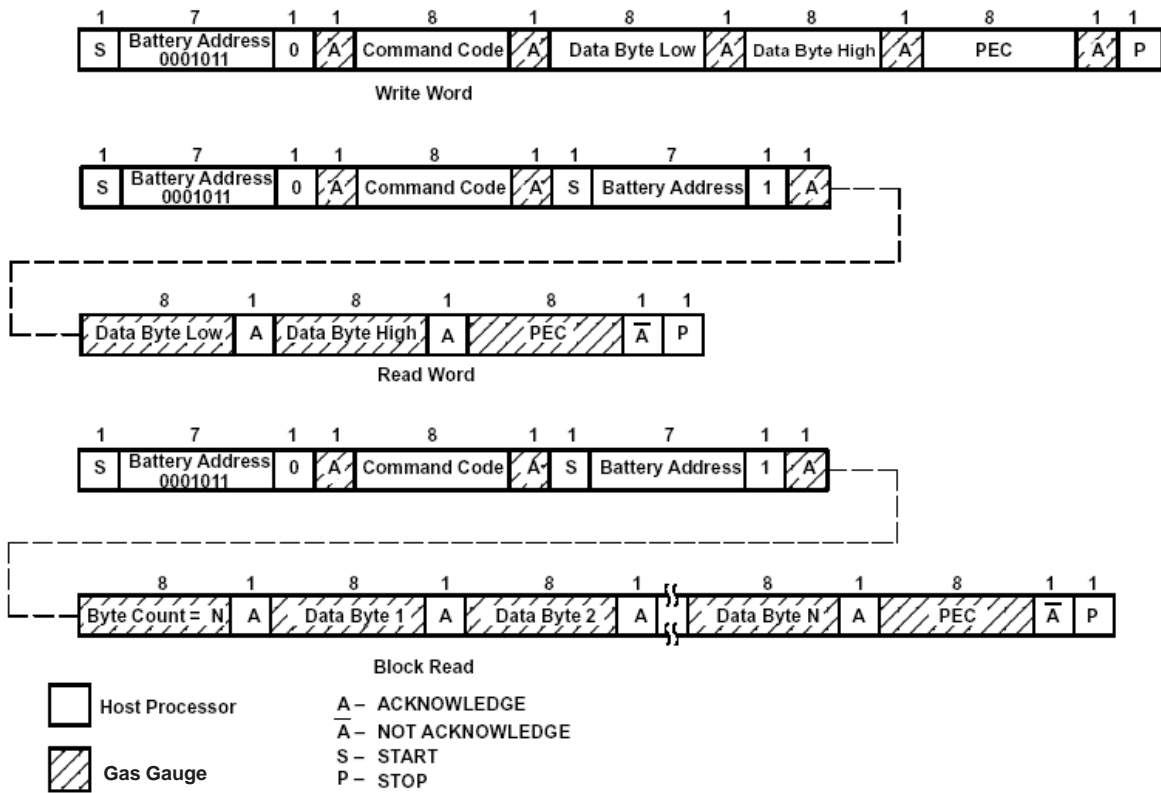 1 7 1 1 8 1 8 1 8 1 8 1 1
S Battery Address 0001011 0 A Command Code A Data Byte Low A Data Byte High A PEC A P
Write Word
1 7 1 1 8 1 1 7 1 1
S Battery Address 0001011 0 A Command Code A S Battery Address 1 A
8 1 8 1 8 1 1
Data Byte Low A Data Byte High A PEC A̅ P
Read Word
1 7 1 1 8 1 1 7 1 1
S Battery Address 0001011 0 A Command Code A S Battery Address 1 A
8 1 8 1 8 1 8 1 8 1 1
Byte Count = N A Data Byte 1 A Data Byte 2 A Data Byte N A PEC A̅ P
Block Read
Host Processor
Gas Gauge
A – ACKNOWLEDGE
A̅ – NOT ACKNOWLEDGE
S – START
P – STOP